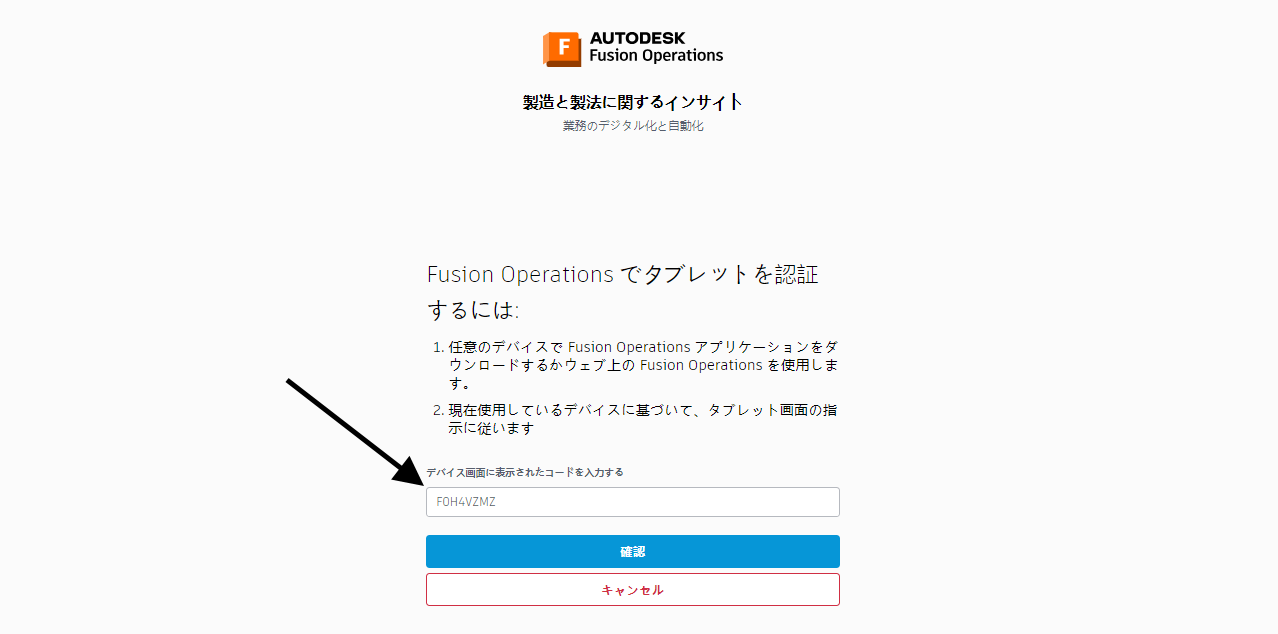 F
AUTODESK
Fusion Operations
製造と製法に関するインサイト
業務のデジタル化と自動化
Fusion Operations でタブレットを認証
するには:
1. 任意のデバイスで Fusion Operations アプリケーションをダ
ウンロードするかウェブ上の Fusion Operations を使用しま
す。
2. 現在使用しているデバイスに基づいて、タブレット画面の指
示に従います
デバイス画面に表示されたコードを入力する
F0H4VZMZ
確認
キャンセル